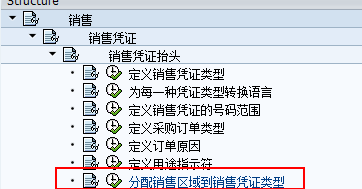 Structure
销售
销售凭证
销售凭证抬头
定义销售凭证类型
为每一种凭证类型转换语言
定义销售凭证的号码范围
定义采购订单类型
定义订单原因
定义用途指示符
分配销售区域到销售凭证类型